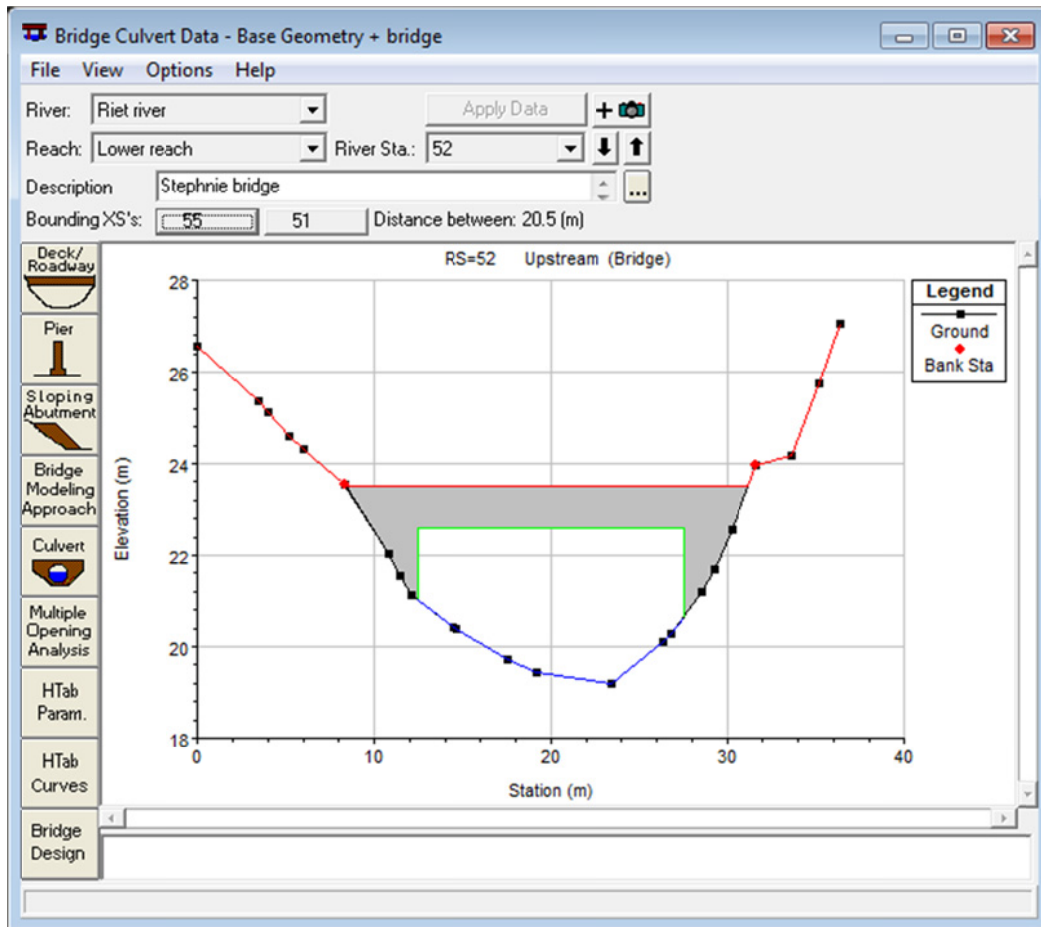 Bridge Culvert Data - Base Geometry + bridge
File View Options Help
River: Riet river Apply Data +
Reach: Lower reach River Sta.: 52
Description Stephnie bridge ...
Bounding XS's: 55 51 Distance between: 20.5 (m)
Deck/
Roadway
Pier
Sloping
Abutment
Bridge
Modeling
Approach
Culvert
Multiple
Opening
Analysis
HTab
Param.
HTab
Curves
Bridge
Design
RS=52 Upstream (Bridge)
28
26
24
22
20
18
Elevation (m)
0 10 20 30 40
Station (m)
Legend
Ground
Bank Sta